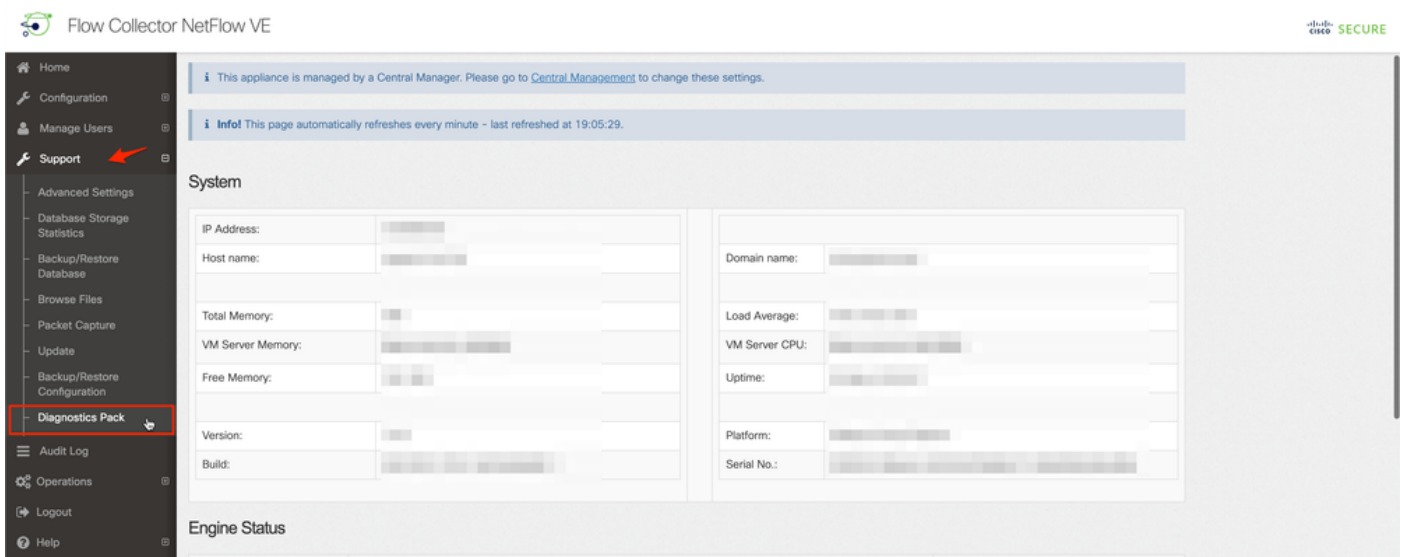 Flow Collector NetFlow VE
cisco SECURE
Home
Configuration
Manage Users
Support
Advanced Settings
Database Storage
Statistics
Backup/Restore
Database
Browse Files
Packet Capture
Update
Backup/Restore
Configuration
Diagnostics Pack
Audit Log
Operations
Logout
Help
i This appliance is managed by a Central Manager. Please go to Central Management to change these settings.
i Info! This page automatically refreshes every minute - last refreshed at 19:05:29.
System
IP Address:
Host name:
Domain name:
Total Memory:
Load Average:
VM Server Memory:
VM Server CPU:
Free Memory:
Uptime:
Version:
Platform:
Build:
Serial No.:
Engine Status